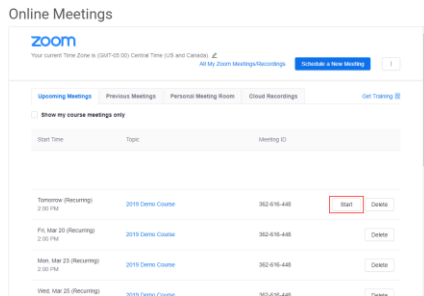 Online Meetings
zoom
Your current Time Zone is (GMT-05:00) Central Time (US and Canada)
All My Zoom Meetings/Recordings Schedule a New Meeting
Upcoming Meetings Previous Meetings Personal Meeting Room Cloud Recordings Get Training
Show my course meetings only
Start Time Topic Meeting ID
Tomorrow (Recurring)
2:00 PM
2019 Demo Course 362-616-448 Start Delete
Fri, Mar 20 (Recurring)
2:00 PM
2019 Demo Course 362-616-448 Delete
Mon, Mar 23 (Recurring)
2:00 PM
2019 Demo Course 362-616-448 Delete
Wed, Mar 25 (Recurring)
2019 Demo Course 362-616-448 Delete